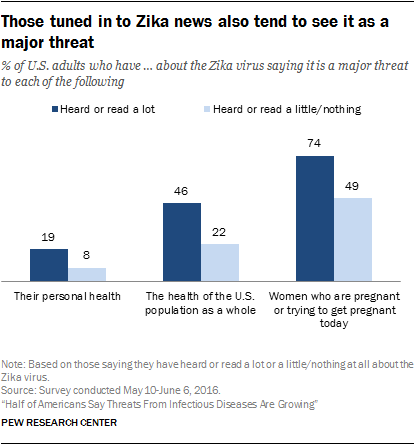 Those tuned in to Zika news also tend to see it as a
major threat
% of U.S. adults who have ... about the Zika virus saying it is a major threat
to each of the following
Heard or read a lot
Heard or read a little/nothing
19
8
46
22
74
49
Their personal health
The health of the U.S.
population as a whole
Women who are pregnant
or trying to get pregnant
today
Note: Based on those saying they have heard or read a lot or a little/nothing at all about the
Zika virus.
Source: Survey conducted May 10-June 6, 2016.
“Half of Americans Say Threats From Infectious Diseases Are Growing”
PEW RESEARCH CENTER